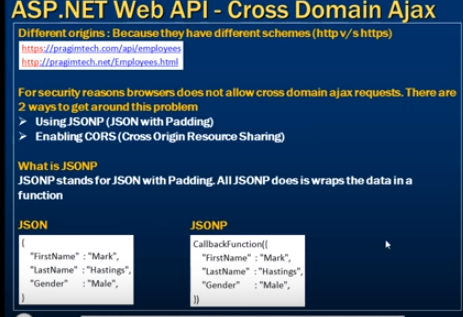 ASP.NET Web API - Cross Domain Ajax
Different origins : Because they have different schemes (http v/s https)
https://pragimtech.com/api/employees
http://pragimtech.net/Employees.html
For security reasons browsers does not allow cross domain ajax requests. There are
2 ways to get around this problem
➢ Using JSONP (JSON with Padding)
➢ Enabling CORS (Cross Origin Resource Sharing)
What is JSONP
JSONP stands for JSON with Padding. All JSONP does is wraps the data in a
function
JSON
{
"FirstName" : "Mark",
"LastName" : "Hastings",
"Gender" : "Male",
}
JSONP
CallbackFunction({
"FirstName" : "Mark",
"LastName" : "Hastings",
"Gender" : "Male",
})